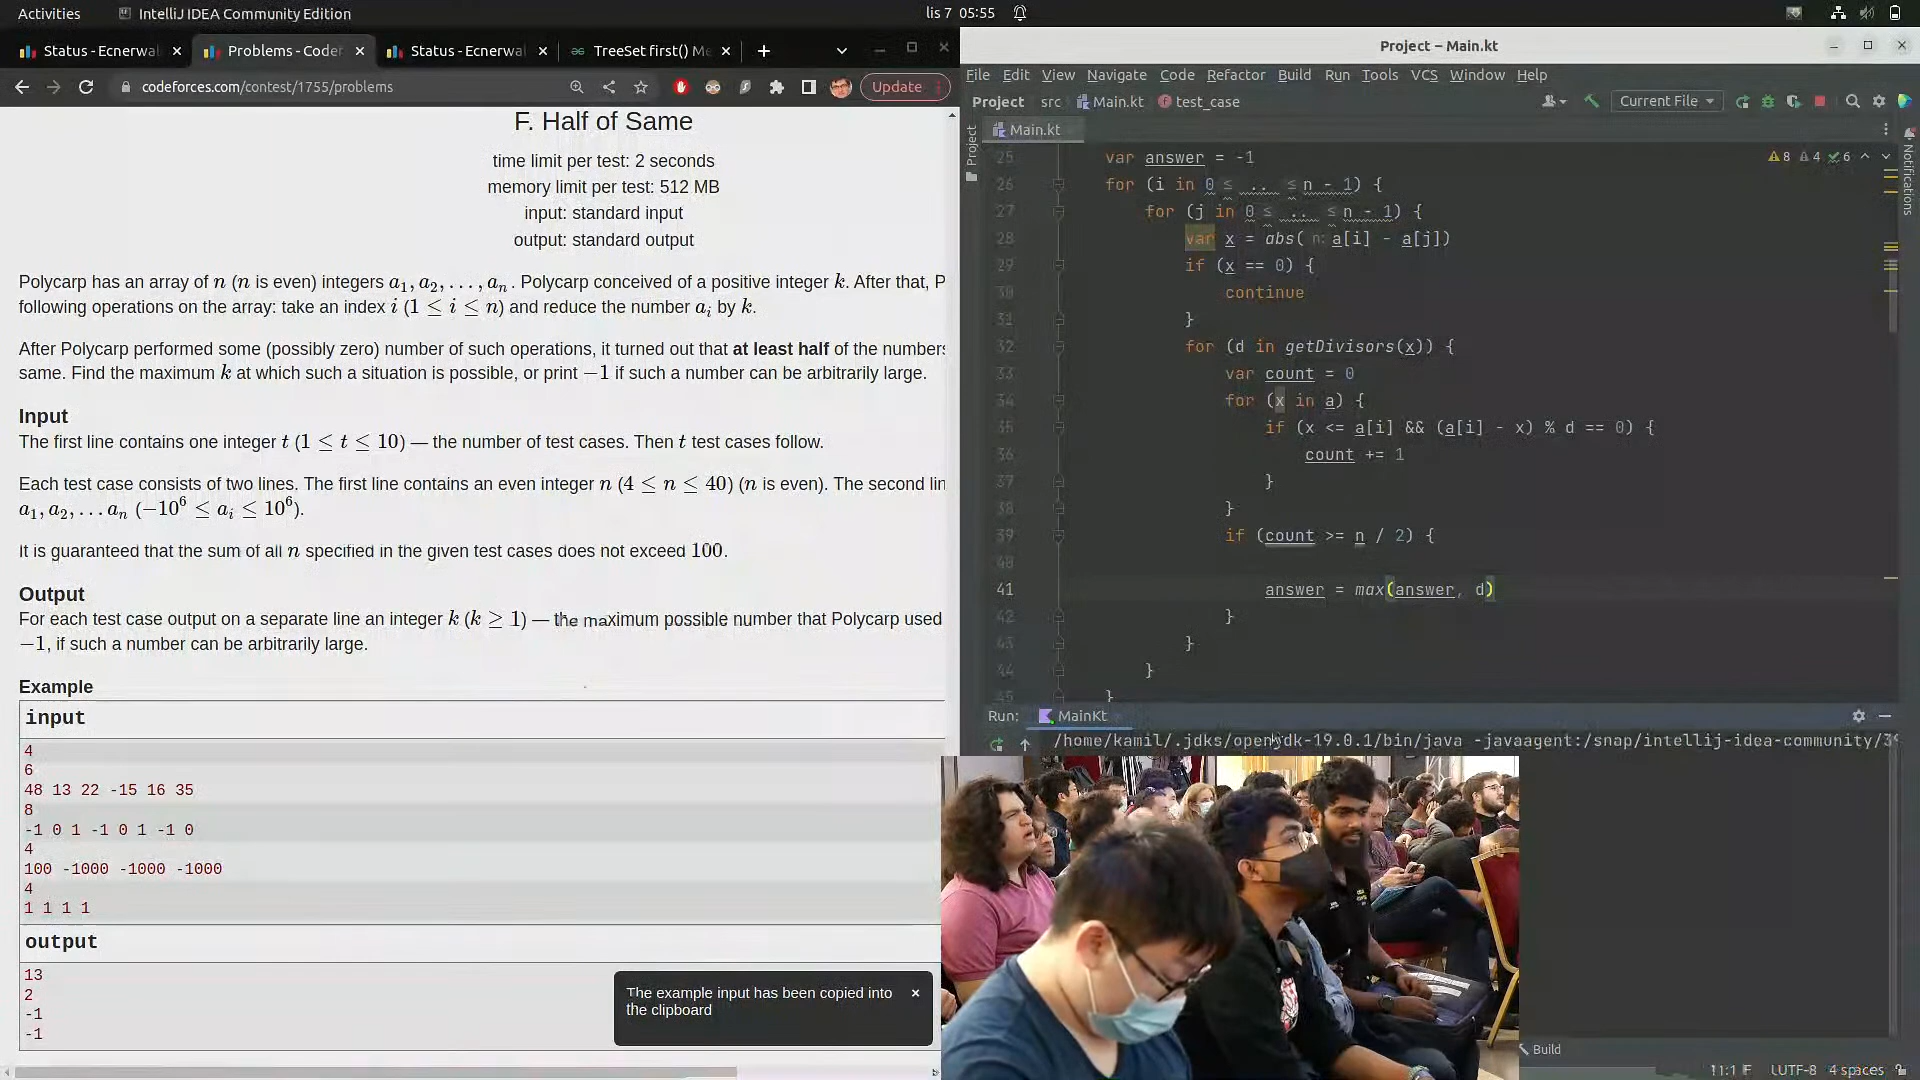 Activities
IntelliJ IDEA Community Edition
lis 7 05:55
Status - Ecnerwal
Problems - Codef
Status - Ecnerwal
TreeSet first() Me
codeforces.com/contest/1755/problems
Update
F. Half of Same
time limit per test: 2 seconds
memory limit per test: 512 MB
input: standard input
output: standard output
Polycarp has an array of n (n is even) integers a1, a2, ..., an. Polycarp conceived of a positive integer k. After that, P
following operations on the array: take an index i (1 ≤ i ≤ n) and reduce the number ai by k.
After Polycarp performed some (possibly zero) number of such operations, it turned out that at least half of the numbers
same. Find the maximum k at which such a situation is possible, or print −1 if such a number can be arbitrarily large.
Input
The first line contains one integer t (1 ≤ t ≤ 10) — the number of test cases. Then t test cases follow.
Each test case consists of two lines. The first line contains an even integer n (4 ≤ n ≤ 40) (n is even). The second lin
a1, a2, ... an (−10^6 ≤ ai ≤ 10^6).
It is guaranteed that the sum of all n specified in the given test cases does not exceed 100.
Output
For each test case output on a separate line an integer k (k ≥ 1) — the maximum possible number that Polycarp used
−1, if such a number can be arbitrarily large.
Example
input
4
6
48 13 22 -15 16 35
8
-1 0 1 -1 0 1 -1 0
4
100 -1000 -1000 -1000
4
1 1 1 1
output
13
2
-1
-1
The example input has been copied into
the clipboard
Project – Main.kt
File Edit View Navigate Code Refactor Build Run Tools VCS Window Help
Project src Main.kt test_case
Current File
Main.kt
Project
Notifications
8 4 6
25 var answer = -1
26 for (i in 0 ≤ .. ≤ n - 1) {
27 for (j in 0 ≤ .. ≤ n - 1) {
28 var x = abs( n: a[i] - a[j])
29 if (x == 0) {
30 continue
31 }
32 for (d in getDivisors(x)) {
33 var count = 0
34 for (x in a) {
35 if (x <= a[i] && (a[i] - x) % d == 0) {
36 count += 1
37 }
38 }
39 if (count >= n / 2) {
40
41 answer = max(answer, d)
42 }
43 }
44 }
45 }
Run: MainKt
/home/kamil/.jdks/openjdk-19.0.1/bin/java -javaagent:/snap/intellij-idea-community/39
Build
11:1 F UTF-8 4 spaces